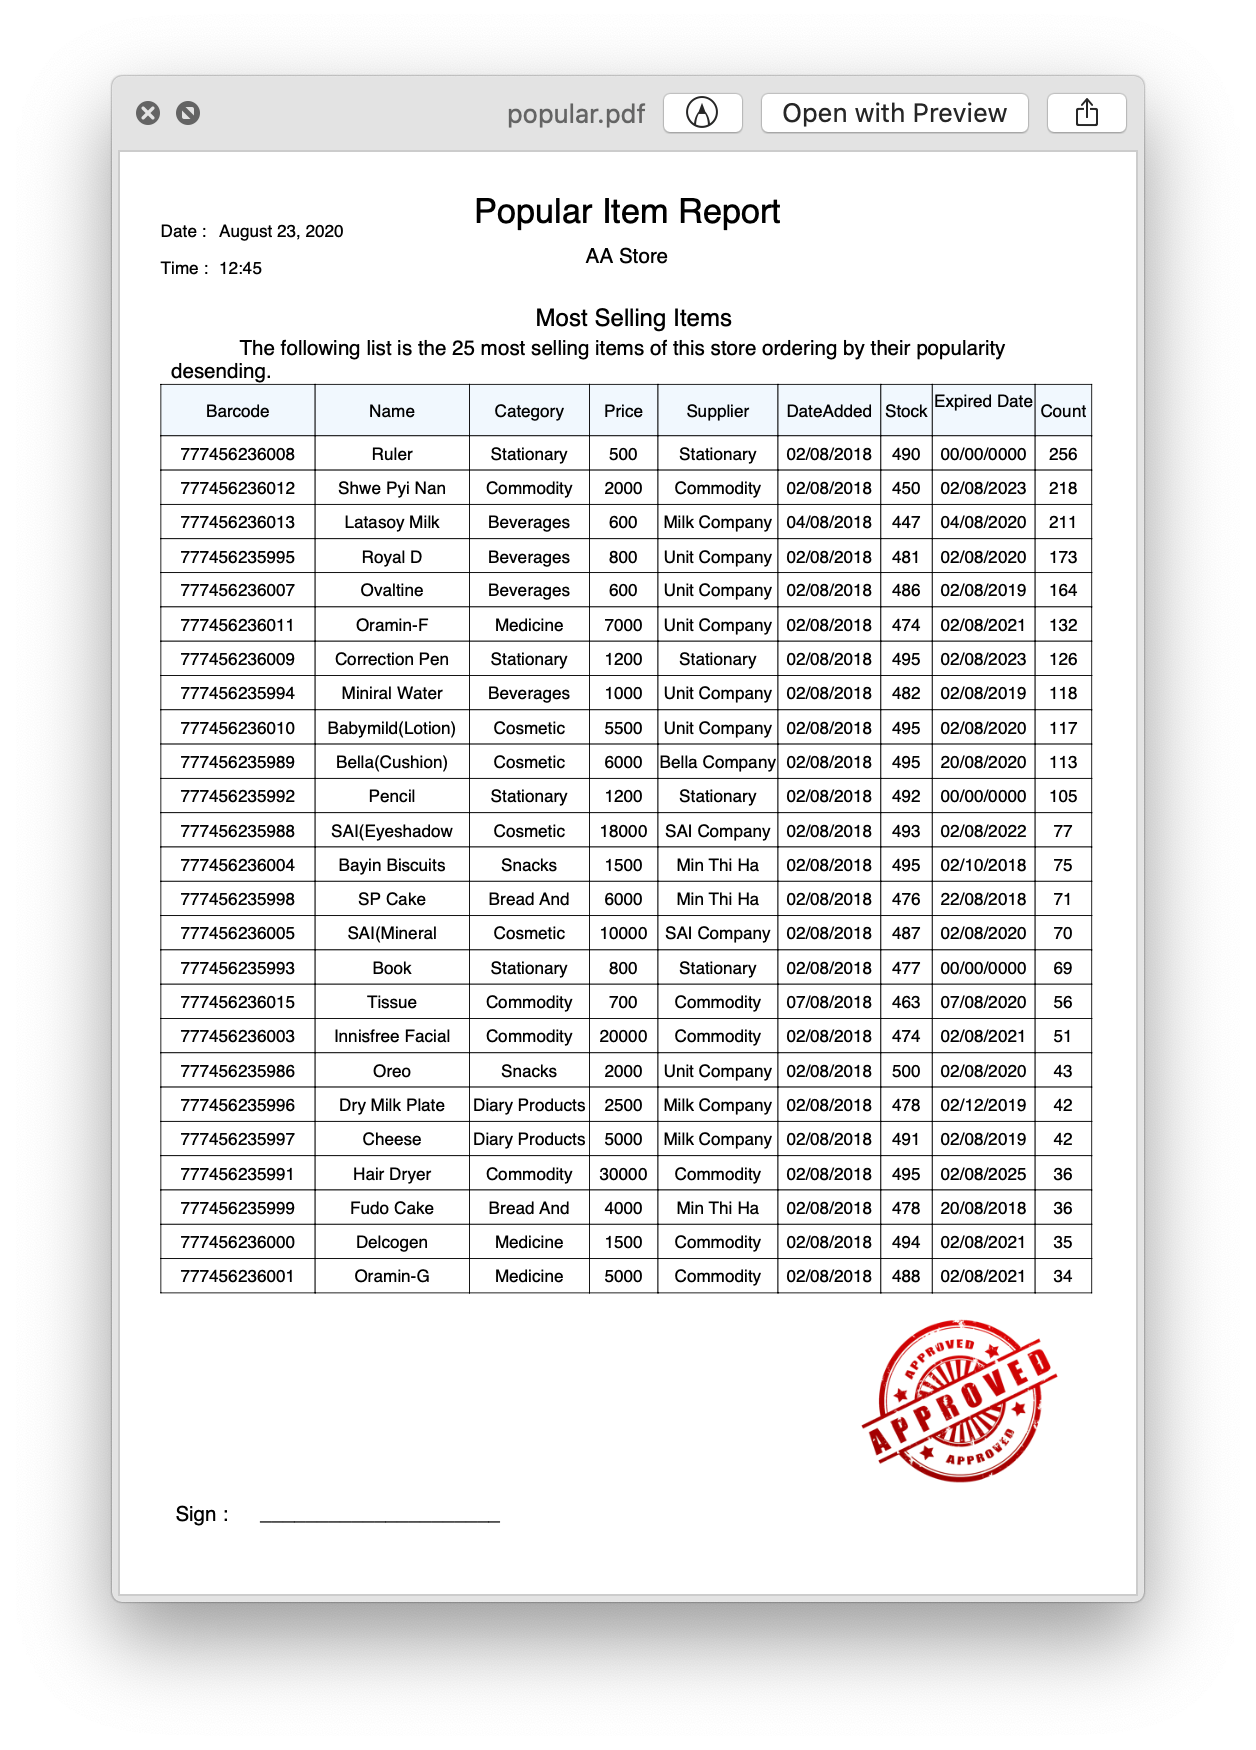 popular.pdf
Open with Preview
Popular Item Report
Date : August 23, 2020
AA Store
Time : 12:45
Most Selling Items
The following list is the 25 most selling items of this store ordering by their popularity
desending.
Barcode Name Category Price Supplier DateAdded Stock Expired Date Count
777456236008 Ruler Stationary 500 Stationary 02/08/2018 490 00/00/0000 256
777456236012 Shwe Pyi Nan Commodity 2000 Commodity 02/08/2018 450 02/08/2023 218
777456236013 Latasoy Milk Beverages 600 Milk Company 04/08/2018 447 04/08/2020 211
777456235995 Royal D Beverages 800 Unit Company 02/08/2018 481 02/08/2020 173
777456236007 Ovaltine Beverages 600 Unit Company 02/08/2018 486 02/08/2019 164
777456236011 Oramin-F Medicine 7000 Unit Company 02/08/2018 474 02/08/2021 132
777456236009 Correction Pen Stationary 1200 Stationary 02/08/2018 495 02/08/2023 126
777456235994 Miniral Water Beverages 1000 Unit Company 02/08/2018 482 02/08/2019 118
777456236010 Babymild(Lotion) Cosmetic 5500 Unit Company 02/08/2018 495 02/08/2020 117
777456235989 Bella(Cushion) Cosmetic 6000 Bella Company 02/08/2018 495 20/08/2020 113
777456235992 Pencil Stationary 1200 Stationary 02/08/2018 492 00/00/0000 105
777456235988 SAI(Eyeshadow Cosmetic 18000 SAI Company 02/08/2018 493 02/08/2022 77
777456236004 Bayin Biscuits Snacks 1500 Min Thi Ha 02/08/2018 495 02/10/2018 75
777456235998 SP Cake Bread And 6000 Min Thi Ha 02/08/2018 476 22/08/2018 71
777456236005 SAI(Mineral Cosmetic 10000 SAI Company 02/08/2018 487 02/08/2020 70
777456235993 Book Stationary 800 Stationary 02/08/2018 477 00/00/0000 69
777456236015 Tissue Commodity 700 Commodity 07/08/2018 463 07/08/2020 56
777456236003 Innisfree Facial Commodity 20000 Commodity 02/08/2018 474 02/08/2021 51
777456235986 Oreo Snacks 2000 Unit Company 02/08/2018 500 02/08/2020 43
777456235996 Dry Milk Plate Diary Products 2500 Milk Company 02/08/2018 478 02/12/2019 42
777456235997 Cheese Diary Products 5000 Milk Company 02/08/2018 491 02/08/2019 42
777456235991 Hair Dryer Commodity 30000 Commodity 02/08/2018 495 02/08/2025 36
777456235999 Fudo Cake Bread And 4000 Min Thi Ha 02/08/2018 478 20/08/2018 36
777456236000 Delcogen Medicine 1500 Commodity 02/08/2018 494 02/08/2021 35
777456236001 Oramin-G Medicine 5000 Commodity 02/08/2018 488 02/08/2021 34
APPROVED
APPROVED
APPROVED
Sign :